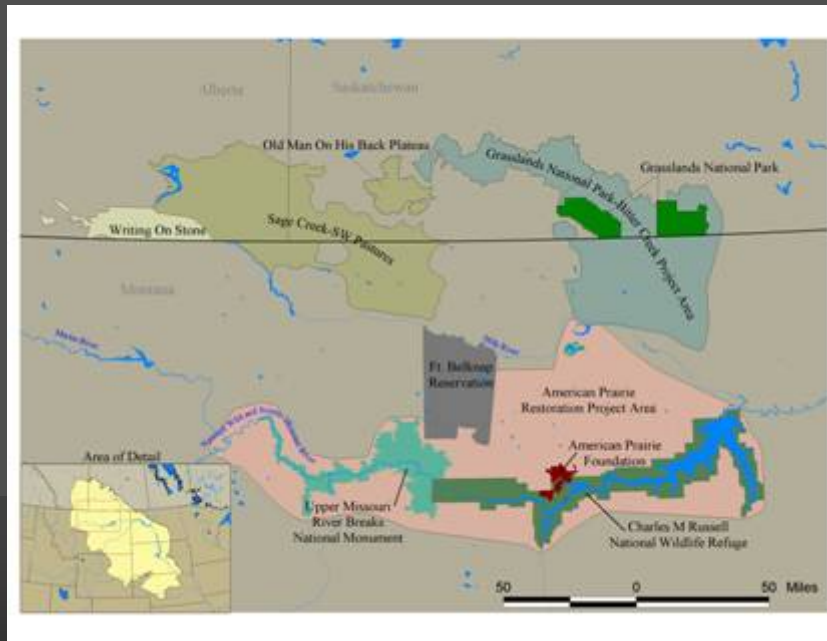 Alberta
Saskatchewan
Old Man On His Back Plateau
Grasslands National Park-Bitter Creek Project Area
Grasslands National Park
Writing On Stone
Sage Creek-SW Pastures
Montana
Milk River
Ft. Belknap
Reservation
American Prairie
Restoration Project Area
American Prairie
Foundation
Area of Detail
Upper Missouri
River Breaks
National Monument
Charles M Russell
National Wildlife Refuge
50 0 50 Miles